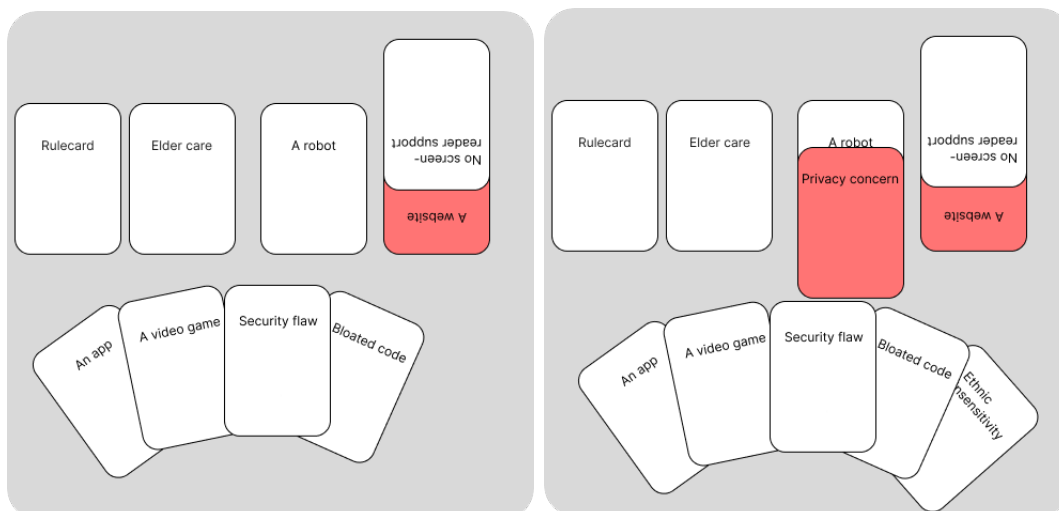 Rulecard
Elder care
A robot
No screen-
reader support
A website
An app
A video game
Security flaw
Bloated code
Rulecard
Elder care
A robot
Privacy concern
No screen-
reader support
A website
An app
A video game
Security flaw
Bloated code
Ethnic
nsensitivity